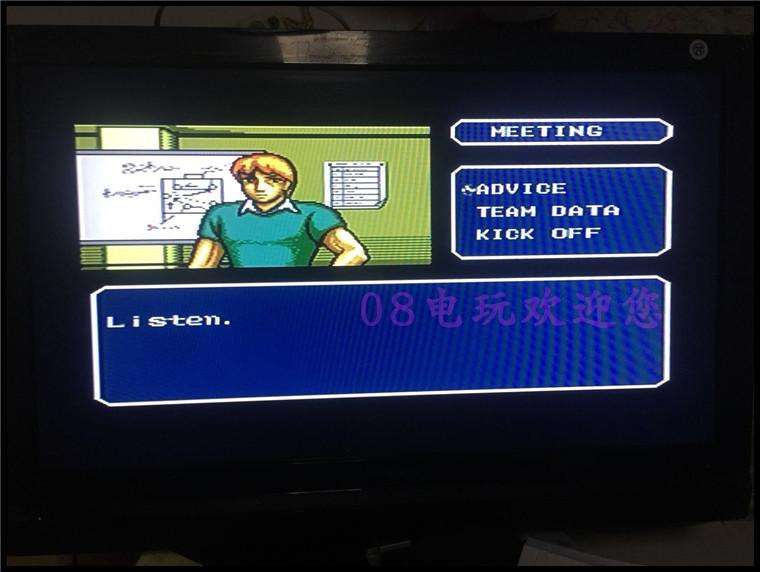 MEETING
ADVICE
TEAM DATA
KICK OFF
Listen.
08电玩欢迎您